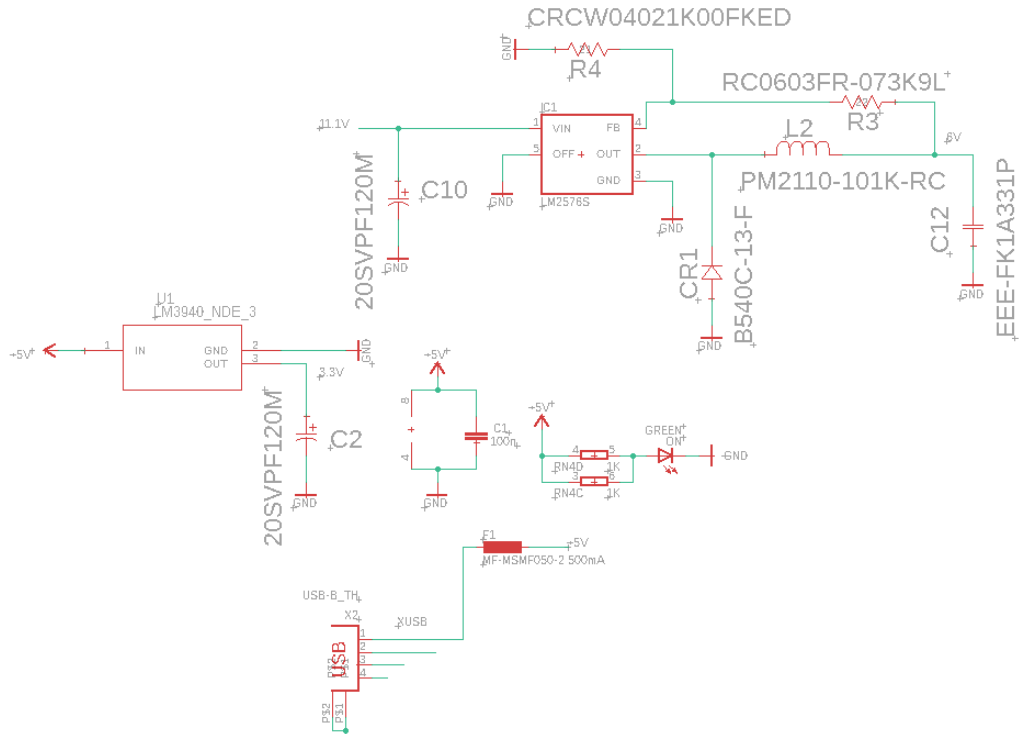 CRCW04021K00FKED
GND
R4
RC0603FR-073K9L
R3
IC1
11.1V
1
VIN
FB
4
5
OFF
OUT
2
GND
3
LM2576S
L2
6V
PM2110-101K-RC
20SVPF120M
C10
GND
GND
GND
CR1
B540C-13-F
GND
C12
EEE-FK1A331P
GND
U1
LM3940_NDE_3
+5V
1
IN
GND
2
OUT
3
GND
3.3V
20SVPF120M
C2
GND
+5V
8
4
C1
100n
GND
+5V
GREEN
ON
GND
4
5
RN4D
1K
3
6
RN4C
1K
F1
+5V
MF-MSMF050-2 500mA
USB-B_TH
X2
XUSB
USB
1
2
3
4
P$2
P$1